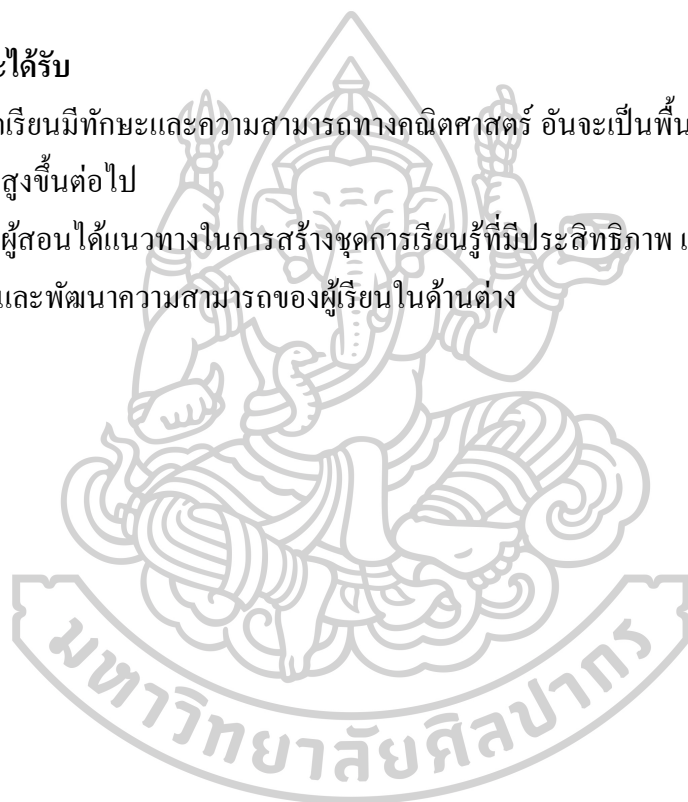 ะได้รับ
เรียนมีทักษะและความสามารถทางคณิตศาสตร์ อันจะเป็นพื้น
สูงขึ้นต่อไป
ผู้สอนได้แนวทางในการสร้างชุดการเรียนรู้ที่มีประสิทธิภาพ แ
และพัฒนาความสามารถของผู้เรียนในด้านต่าง
มหาวิทยาลัยศิลปากร